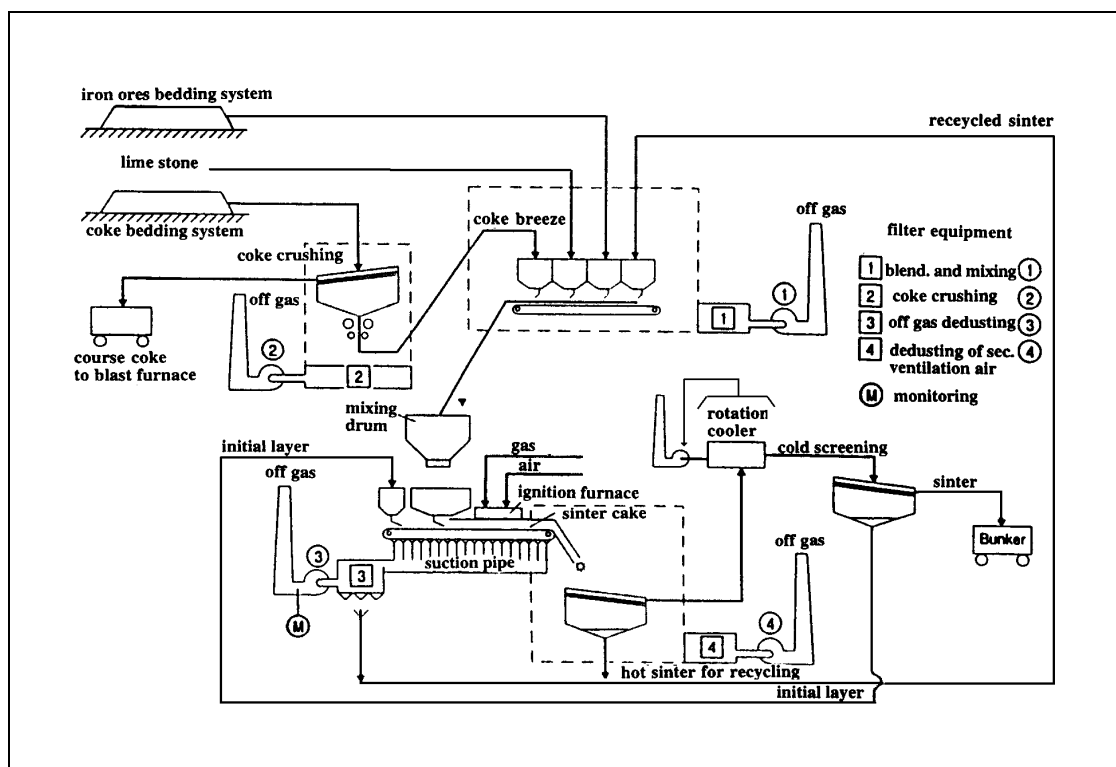 iron ores bedding system
receycled sinter
lime stone
off gas
coke breeze
filter equipment
coke bedding system
coke crushing
1 blend. and mixing 1
off gas
1
2 coke crushing 2
1
3 off gas dedusting 3
2
course coke
to blast furnace
2
4 dedusting of sec. 4
ventilation air
M monitoring
mixing
drum
rotation
cooler
initial layer
gas
cold screening
off gas
air
sinter
ignition furnace
sinter cake
off gas
Bunker
3
suction pipe
3
M
4
4
hot sinter for recycling
initial layer